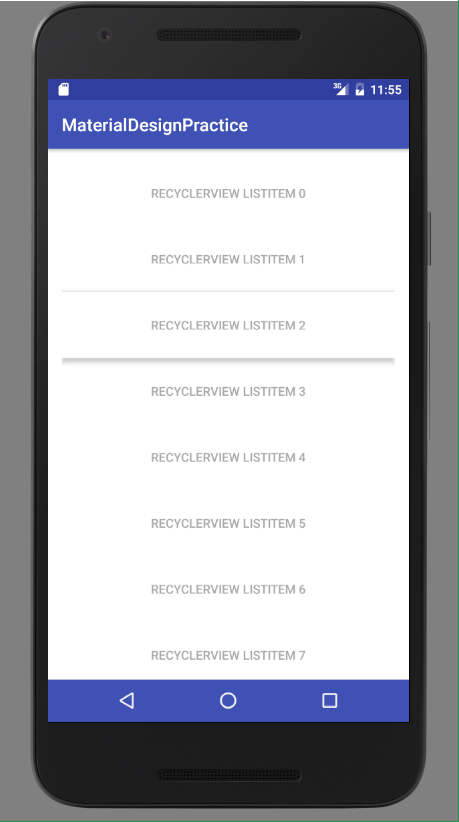 3G 11:55
MaterialDesignPractice
RECYCLERVIEW LISTITEM 0
RECYCLERVIEW LISTITEM 1
RECYCLERVIEW LISTITEM 2
RECYCLERVIEW LISTITEM 3
RECYCLERVIEW LISTITEM 4
RECYCLERVIEW LISTITEM 5
RECYCLERVIEW LISTITEM 6
RECYCLERVIEW LISTITEM 7